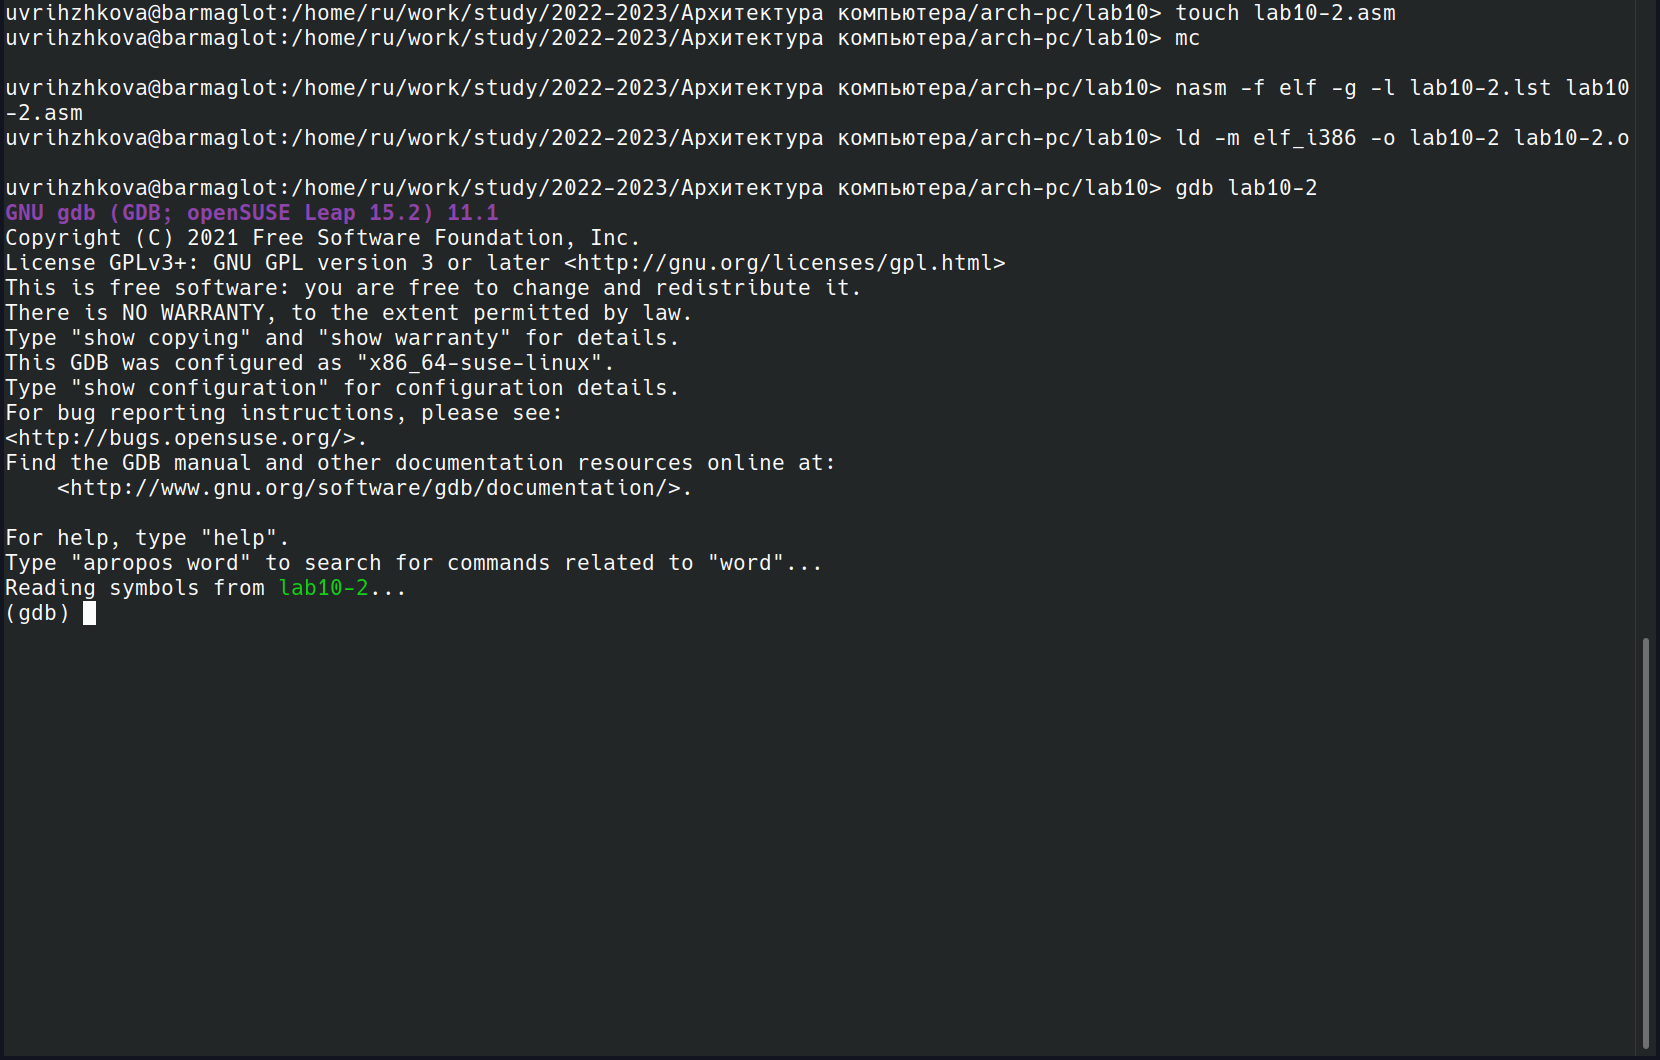 uvrihzhkova@barmaglot:/home/ru/work/study/2022-2023/Архитектура компьютера/arch-pc/lab10> touch lab10-2.asm
uvrihzhkova@barmaglot:/home/ru/work/study/2022-2023/Архитектура компьютера/arch-pc/lab10> mc
uvrihzhkova@barmaglot:/home/ru/work/study/2022-2023/Архитектура компьютера/arch-pc/lab10> nasm -f elf -g -l lab10-2.lst lab10
-2.asm
uvrihzhkova@barmaglot:/home/ru/work/study/2022-2023/Архитектура компьютера/arch-pc/lab10> ld -m elf_i386 -o lab10-2 lab10-2.o
uvrihzhkova@barmaglot:/home/ru/work/study/2022-2023/Архитектура компьютера/arch-pc/lab10> gdb lab10-2
GNU gdb (GDB; openSUSE Leap 15.2) 11.1
Copyright (C) 2021 Free Software Foundation, Inc.
License GPLv3+: GNU GPL version 3 or later <http://gnu.org/licenses/gpl.html>
This is free software: you are free to change and redistribute it.
There is NO WARRANTY, to the extent permitted by law.
Type "show copying" and "show warranty" for details.
This GDB was configured as "x86_64-suse-linux".
Type "show configuration" for configuration details.
For bug reporting instructions, please see:
<http://bugs.opensuse.org/>.
Find the GDB manual and other documentation resources online at:
    <http://www.gnu.org/software/gdb/documentation/>.
For help, type "help".
Type "apropos word" to search for commands related to "word"...
Reading symbols from lab10-2...
(gdb)